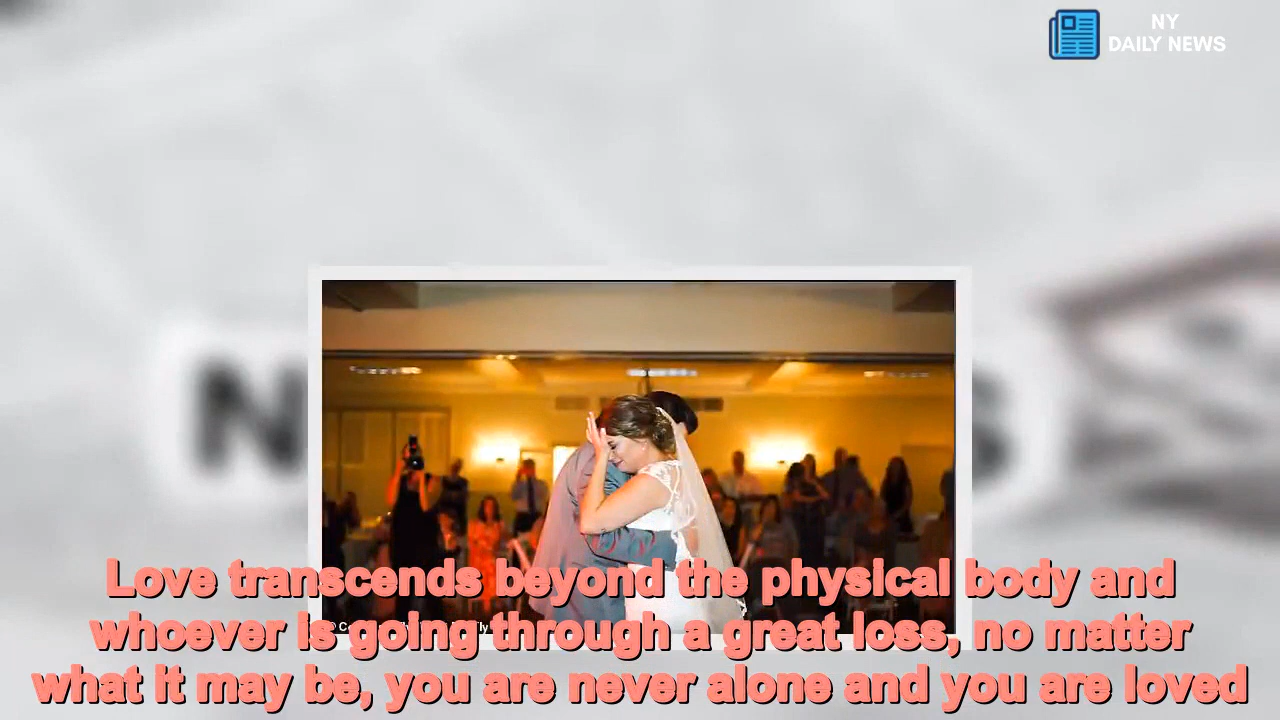 NY
DAILY NEWS
Love transcends beyond the physical body and
whoever is going through a great loss, no matter
what it may be, you are never alone and you are loved